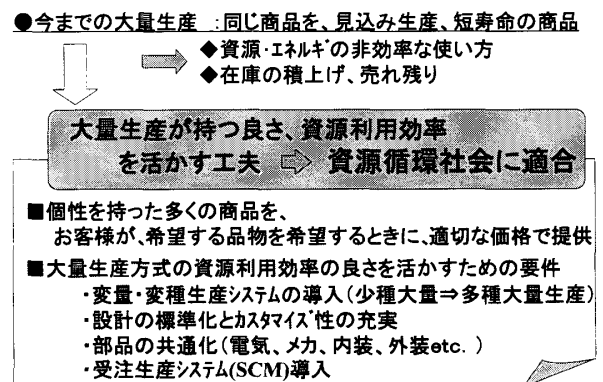 ●今までの大量生産 :同じ商品を、見込み生産、短寿命の商品
◆資源･エネルギの非効率な使い方
◆在庫の積上げ、売れ残り
大量生産が持つ良さ、資源利用効率
を活かす工夫 ⇨ 資源循環社会に適合
■個性を持った多くの商品を、
お客様が、希望する品物を希望するときに、適切な価格で提供
■大量生産方式の資源利用効率の良さを活かすための要件
・変量・変種生産システムの導入(少種大量⇒多種大量生産)
・設計の標準化とカスタマイズ性の充実
・部品の共通化(電気、メカ、内装、外装etc. )
・受注生産システム(SCM)導入